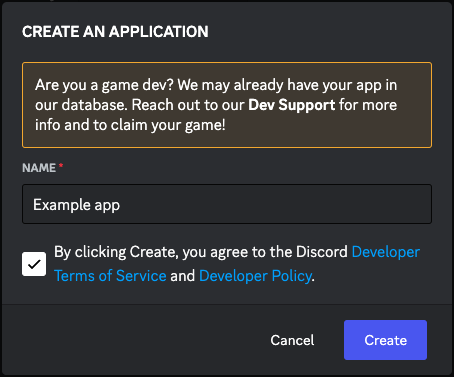 CREATE AN APPLICATION
Are you a game dev? We may already have your app in
our database. Reach out to our Dev Support for more
info and to claim your game!
NAME *
Example app
By clicking Create, you agree to the Discord Developer
Terms of Service and Developer Policy.
Cancel
Create